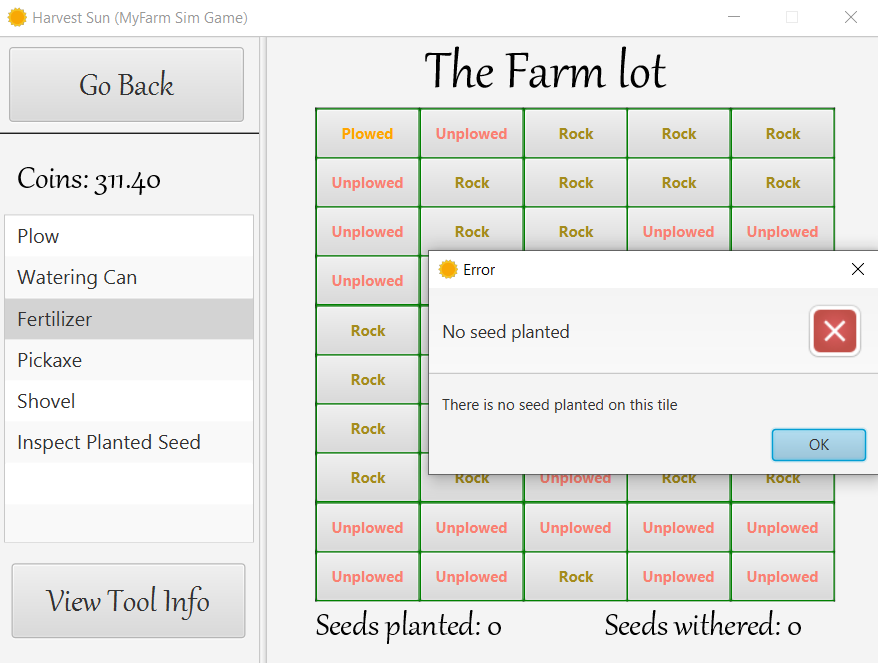 Harvest Sun (MyFarm Sim Game)
Go Back
Coins: 311.40
Plow
Watering Can
Fertilizer
Pickaxe
Shovel
Inspect Planted Seed
View Tool Info
The Farm lot
Plowed Unplowed Rock Rock Rock
Unplowed Rock Rock Rock Rock
Unplowed Rock Rock Unplowed Unplowed
Unplowed
Rock
Rock
Rock
Rock Rock Unplowed Rock Rock
Unplowed Unplowed Unplowed Unplowed Unplowed
Unplowed Unplowed Rock Unplowed Unplowed
Seeds planted: 0 Seeds withered: 0
Error
No seed planted
There is no seed planted on this tile
OK